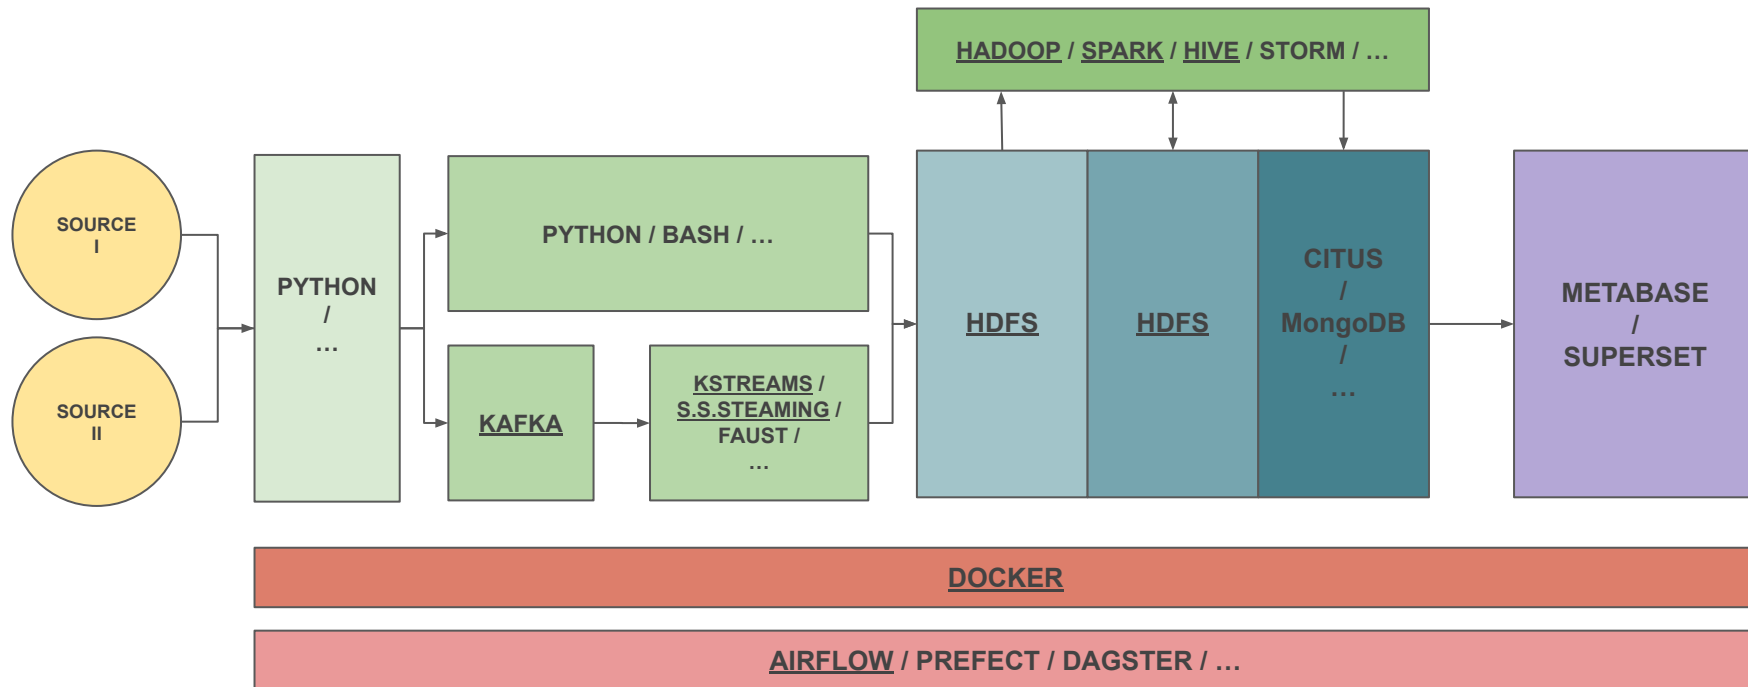 HADOOP / SPARK / HIVE / STORM / …
SOURCE
I
SOURCE
II
PYTHON
/
…
PYTHON / BASH / …
KAFKA
KSTREAMS /
S.S.STEAMING /
FAUST /
…
HDFS
HDFS
CITUS
/
MongoDB
/
…
METABASE
/
SUPERSET
DOCKER
AIRFLOW / PREFECT / DAGSTER / …